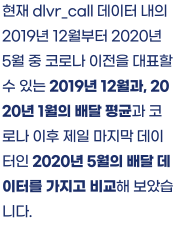 현재 dlvr_call 데이터 내의
2019년 12월부터 2020년
5월 중 코로나 이전을 대표할
수 있는 2019년 12월과, 20
20년 1월의 배달 평균과 코
로나 이후 제일 마지막 데이
터인 2020년 5월의 배달 데
이터를 가지고 비교해 보았습
니다.